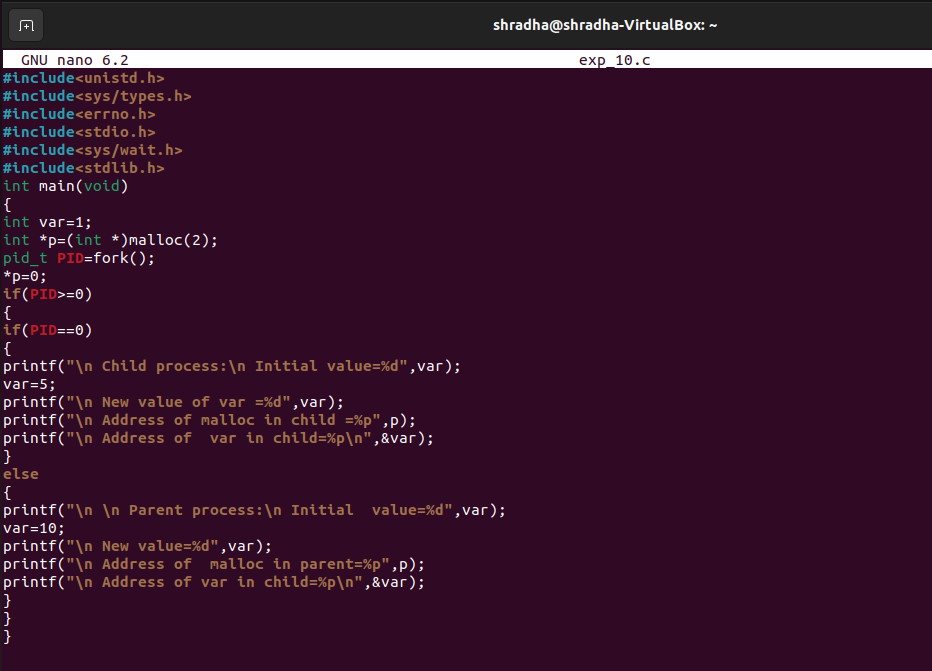 shradha@shradha-VirtualBox: ~
GNU nano 6.2 exp_10.c
#include<unistd.h>
#include<sys/types.h>
#include<errno.h>
#include<stdio.h>
#include<sys/wait.h>
#include<stdlib.h>
int main(void)
{
int var=1;
int *p=(int *)malloc(2);
pid_t PID=fork();
*p=0;
if(PID>=0)
{
if(PID==0)
{
printf("\n Child process:\n Initial value=%d",var);
var=5;
printf("\n New value of var =%d",var);
printf("\n Address of malloc in child =%p",p);
printf("\n Address of  var in child=%p\n",&var);
}
else
{
printf("\n \n Parent process:\n Initial  value=%d",var);
var=10;
printf("\n New value=%d",var);
printf("\n Address of  malloc in parent=%p",p);
printf("\n Address of var in child=%p\n",&var);
}
}
}